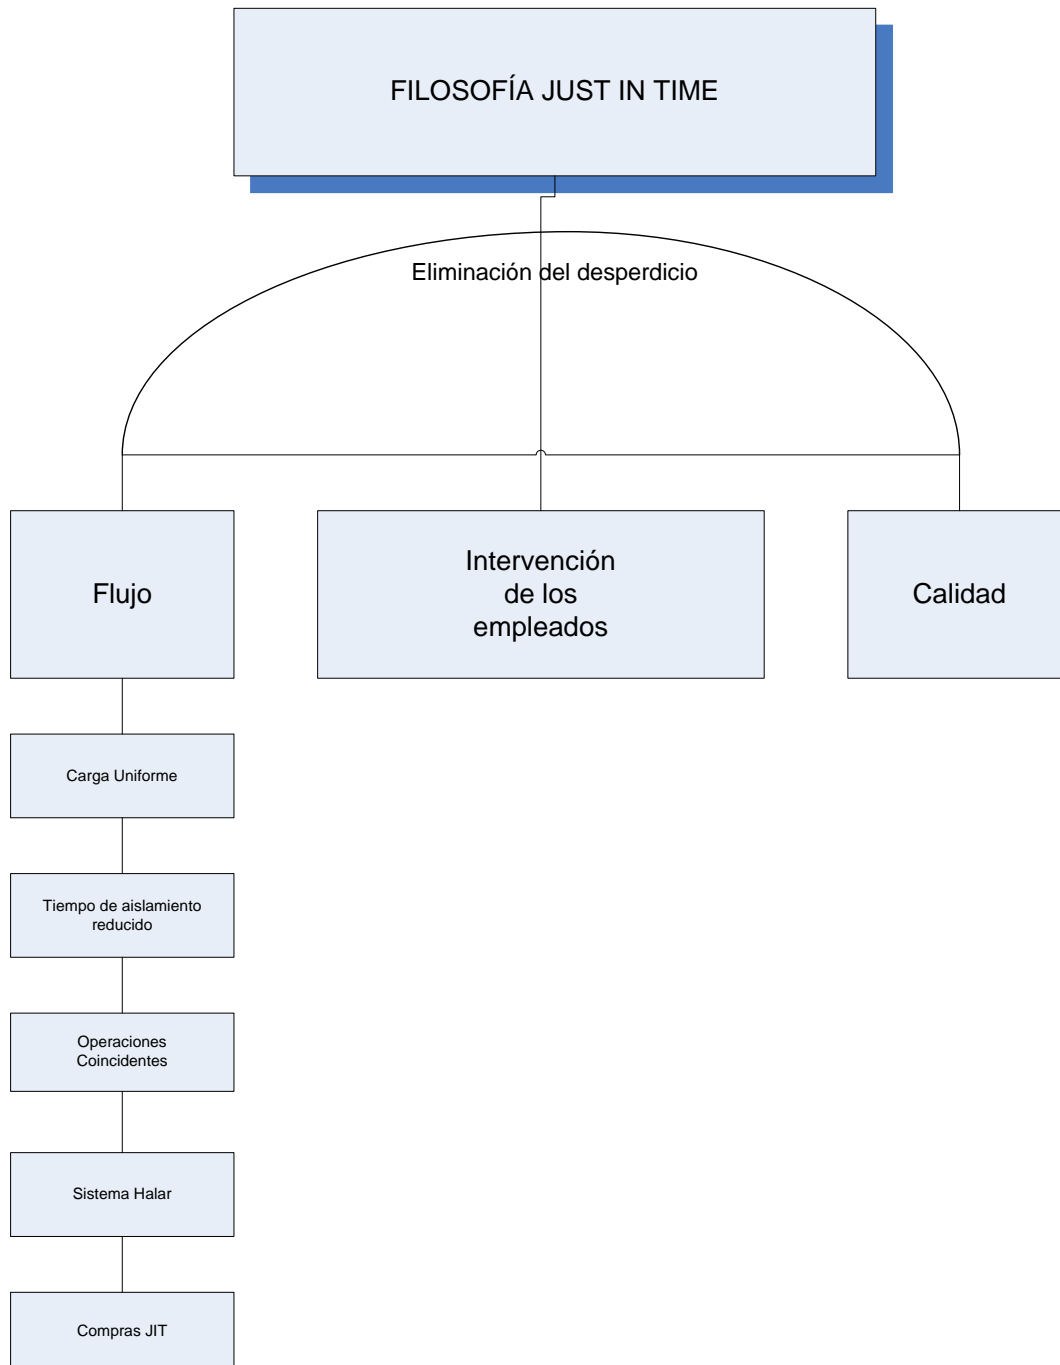 FILOSOFÍA JUST IN TIME
Eliminación del desperdicio
Flujo
Intervención
de los
empleados
Calidad
Carga Uniforme
Tiempo de aislamiento
reducido
Operaciones
Coincidentes
Sistema Halar
Compras JIT